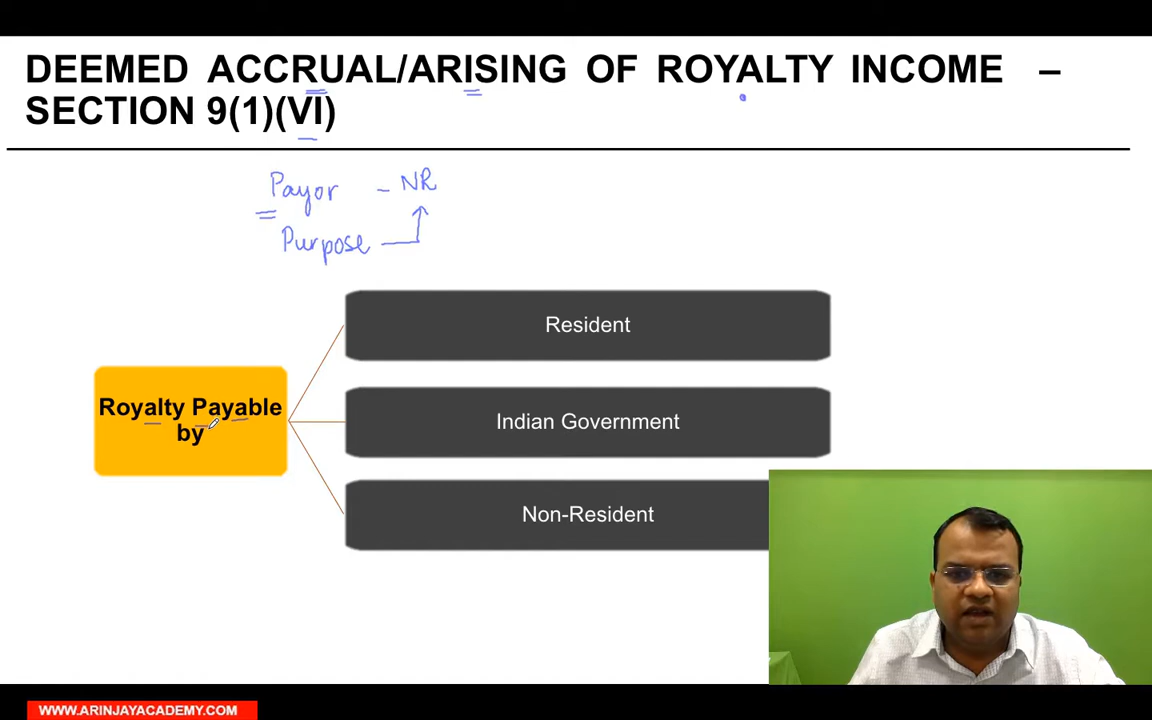 DEEMED ACCRUAL/ARISING OF ROYALTY INCOME –
SECTION 9(1)(VI)
Payor - NR
Purpose
Resident
Royalty Payable
by
Indian Government
Non-Resident
WWW.ARINJAYACADEMY.COM